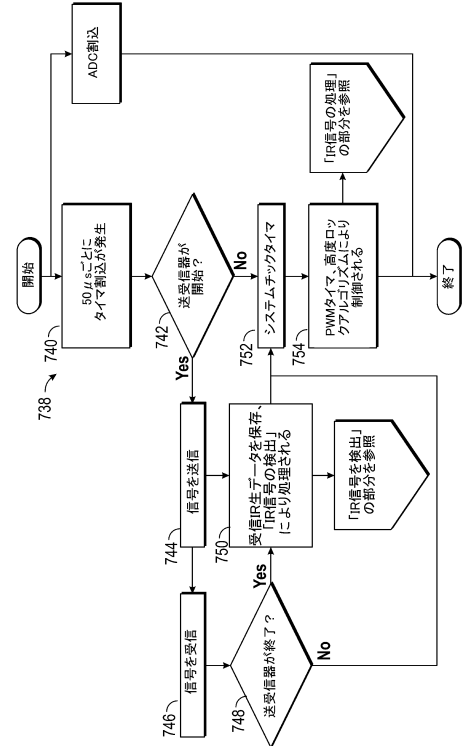 738
開始
740
50μsごとに
タイマ割込が発生
ADC割込
742
送受信器が
開始？
Yes
No
744
信号を送信
746
信号を受信
748
送受信器が終了？
Yes
No
750
受信IR生データを保存、
「IR信号の検出」
により処理される
「IR信号を検出」
の部分を参照
752
システムチックタイマ
754
PWMタイマ、高度ロッ
クアルゴリズムにより
制御される
「IR信号の処理」
の部分を参照
終了